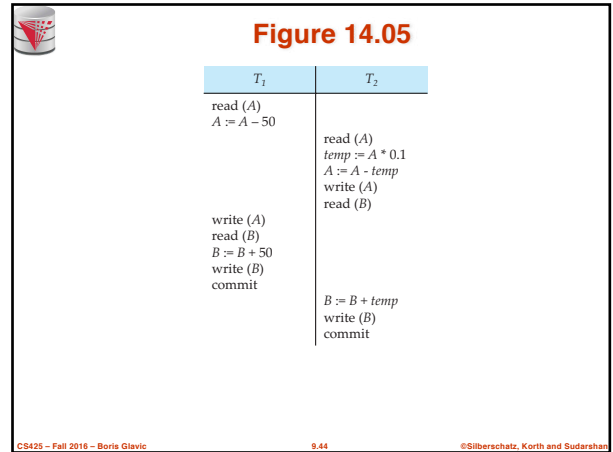 Figure 14.05
T1 T2
read (A)
A := A – 50
read (A)
temp := A * 0.1
A := A - temp
write (A)
read (B)
write (A)
read (B)
B := B + 50
write (B)
commit
B := B + temp
write (B)
commit
CS425 – Fall 2016 – Boris Glavic 9.44 ©Silberschatz, Korth and Sudarshan